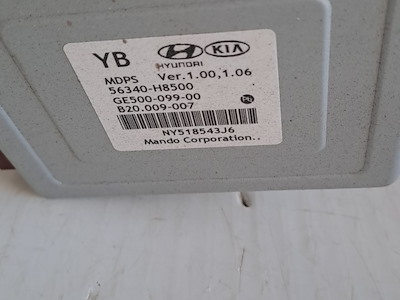 YB HYUNDAI KIA
MDPS Ver.1.00,1.06
56340-H8500
GE500-099-00
B20.009-007
NY518543J6
Mando Corporation..